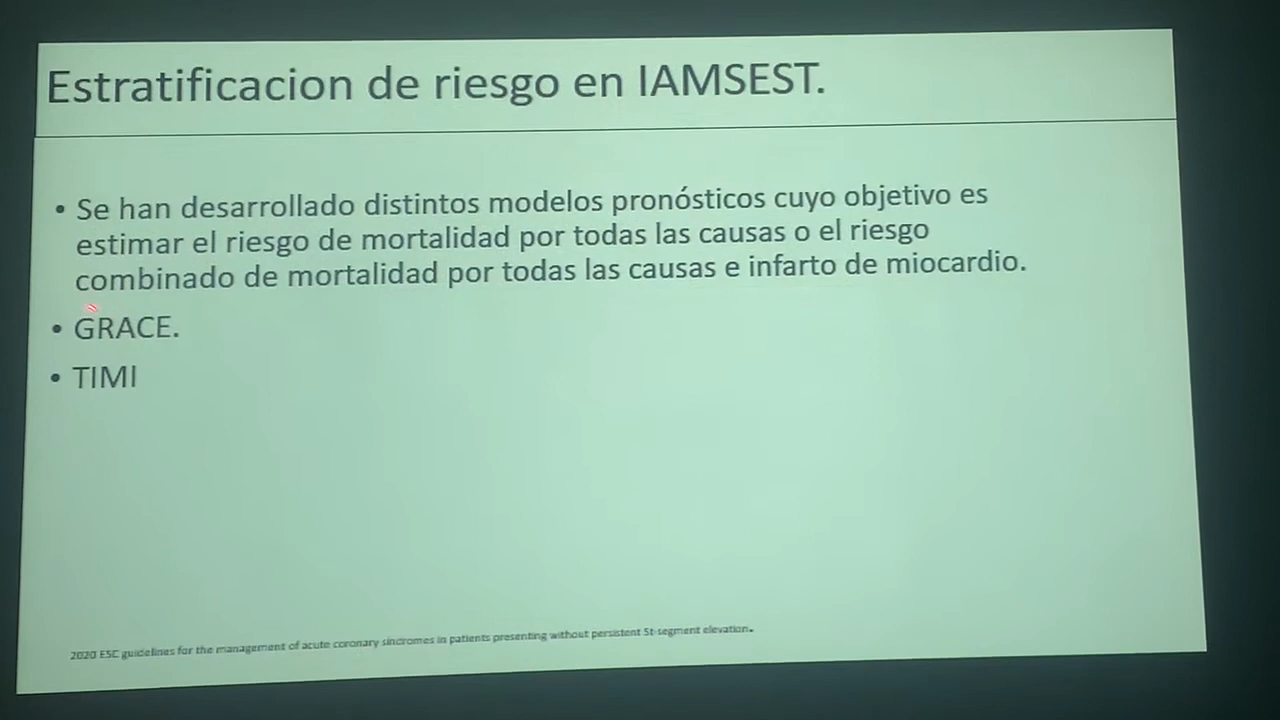 Estratificacion de riesgo en IAMSEST.
• Se han desarrollado distintos modelos pronósticos cuyo objetivo es
estimar el riesgo de mortalidad por todas las causas o el riesgo
combinado de mortalidad por todas las causas e infarto de miocardio.
• GRACE.
• TIMI
2020 ESC guidelines for the management of acute coronary sindromes in patients presenting without persistent St-segment elevation.